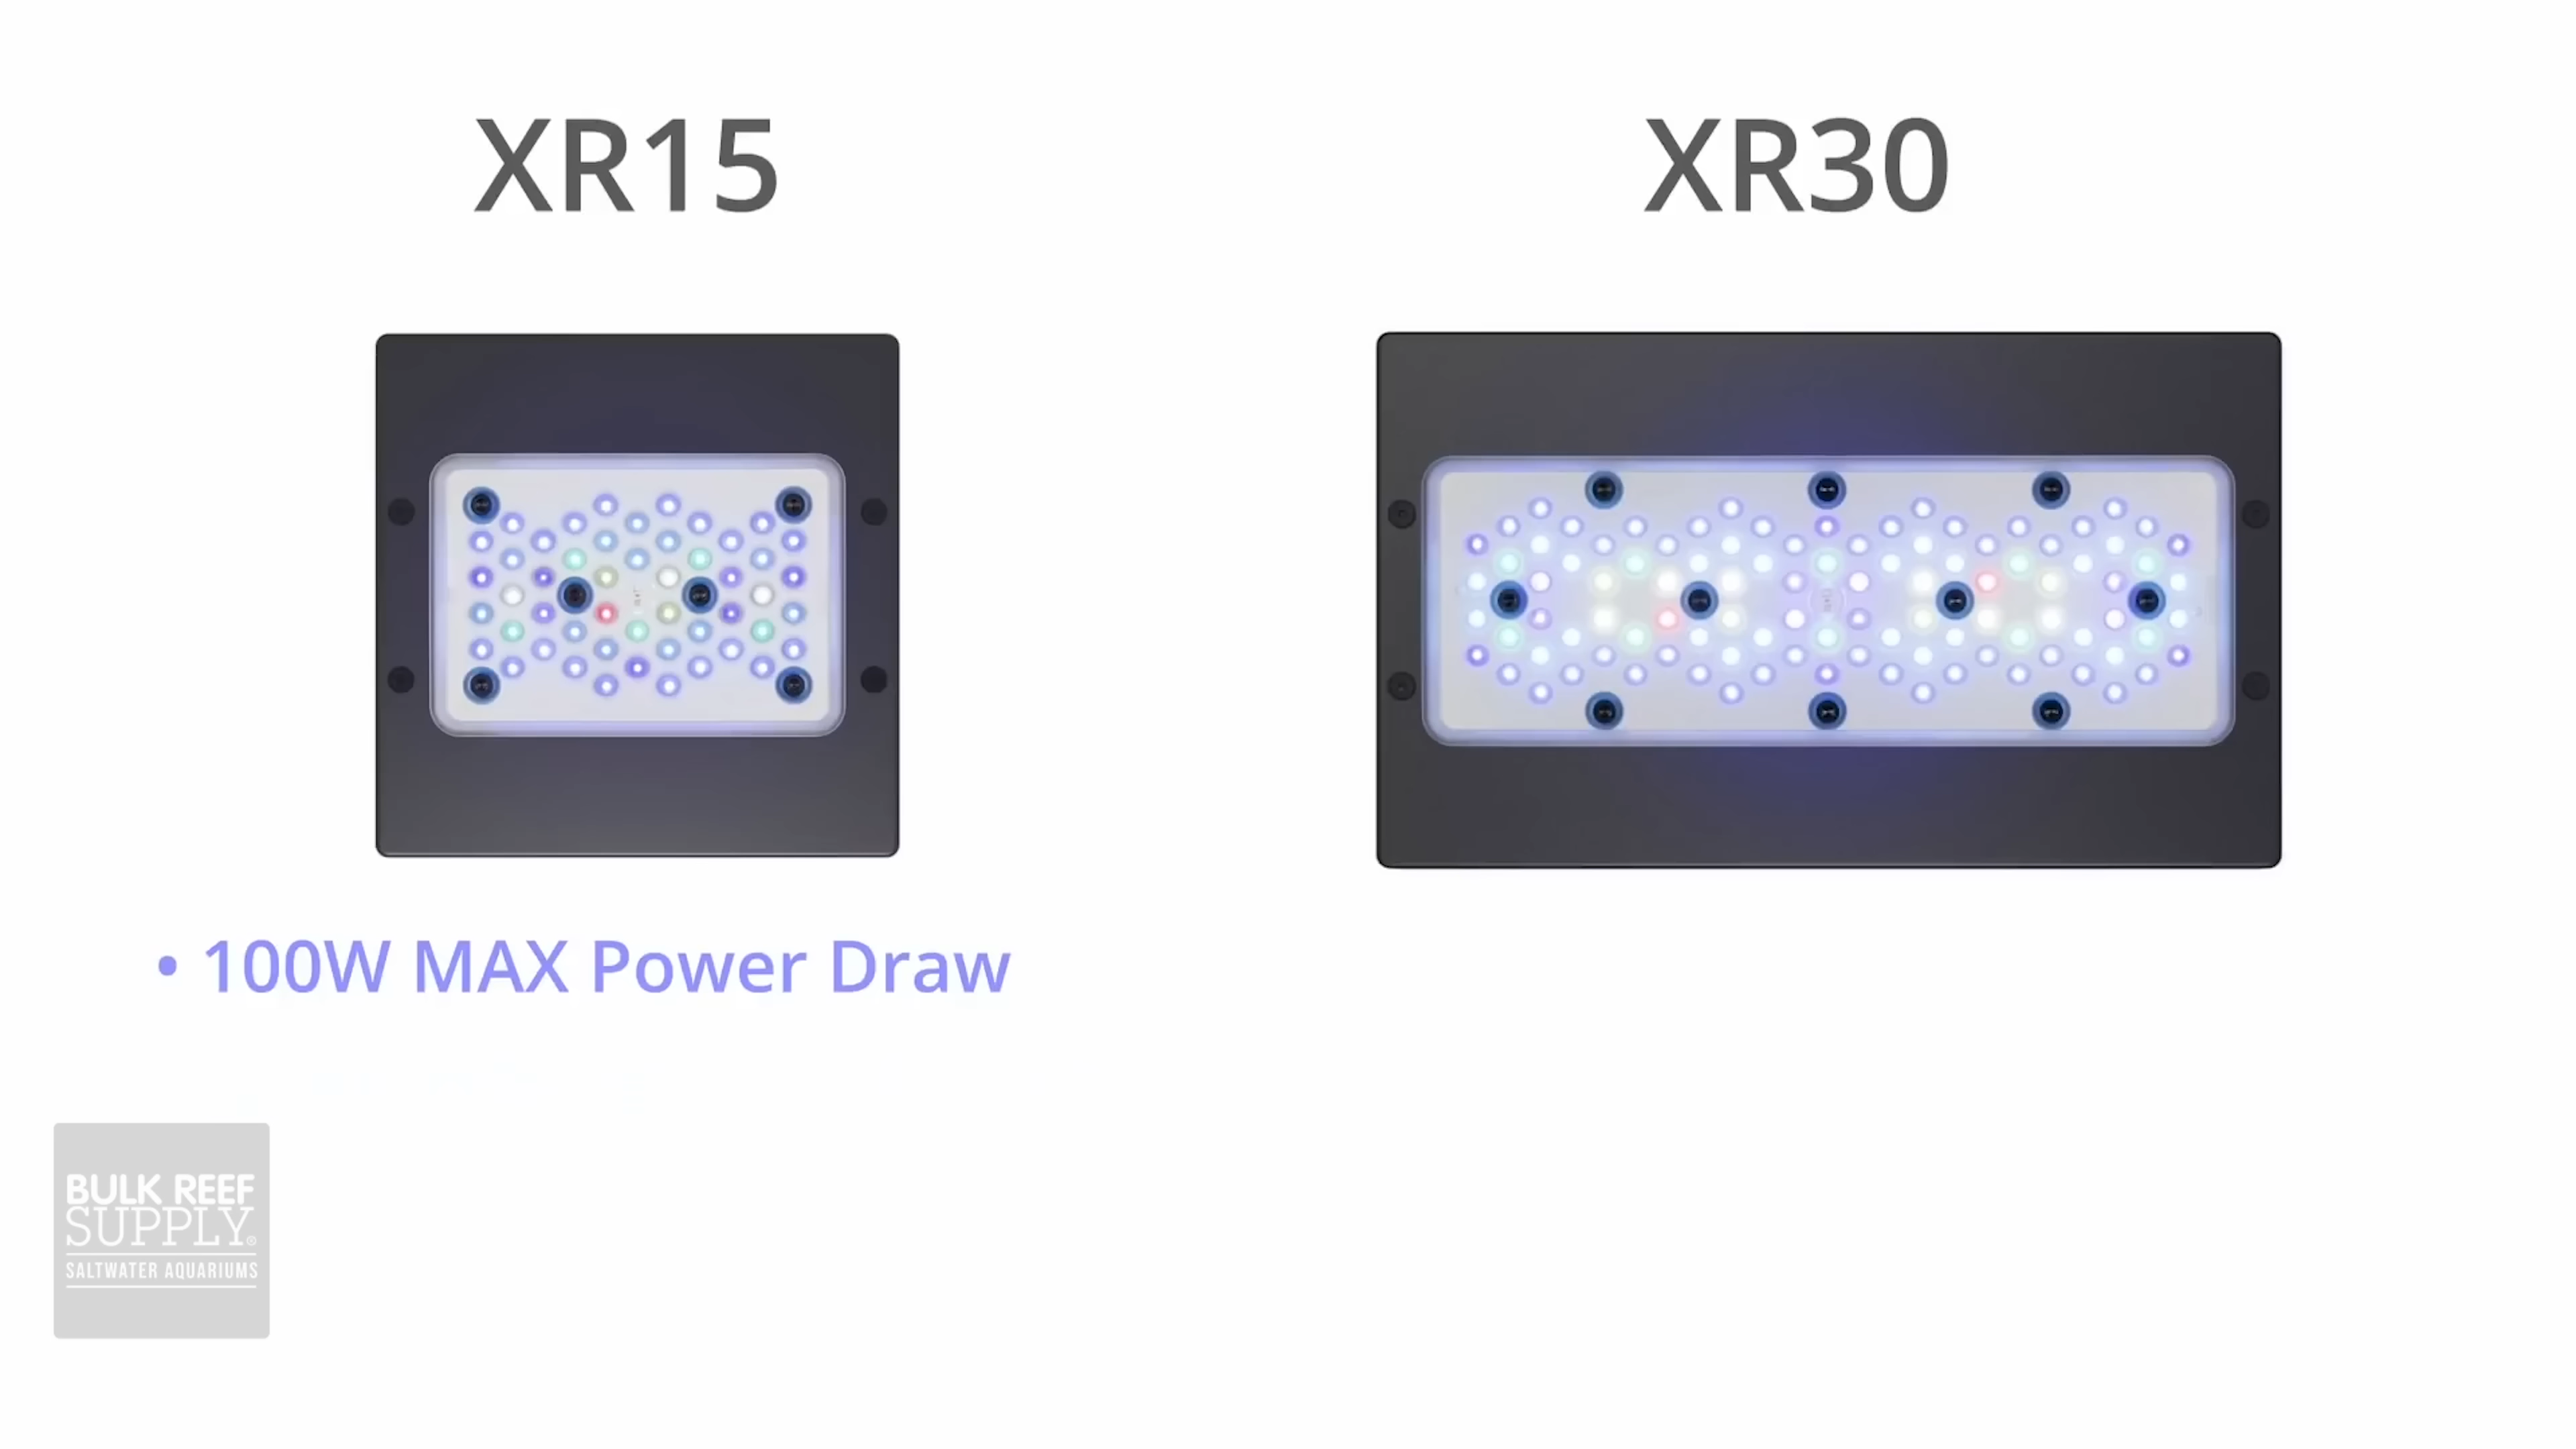 XR15
XR30
• 100W MAX Power Draw
BULK REEF
SUPPLY®
SALTWATER AQUARIUMS